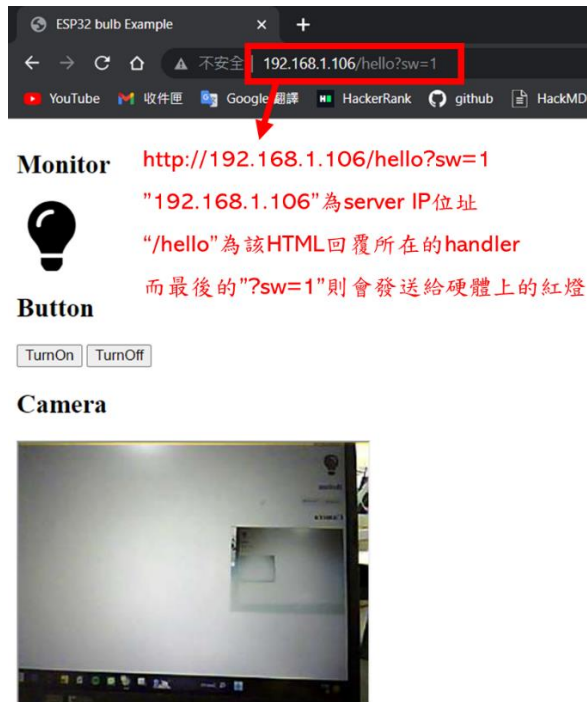 ESP32 bulb Example
不安全 192.168.1.106/hello?sw=1
YouTube 收件匣 Google 翻譯 HackerRank github HackMD
Monitor
http://192.168.1.106/hello?sw=1
"192.168.1.106"為server IP位址
“/hello”為該HTML回覆所在的handler
而最後的"?sw=1"則會發送給硬體上的紅燈
Button
TurnOn TurnOff
Camera